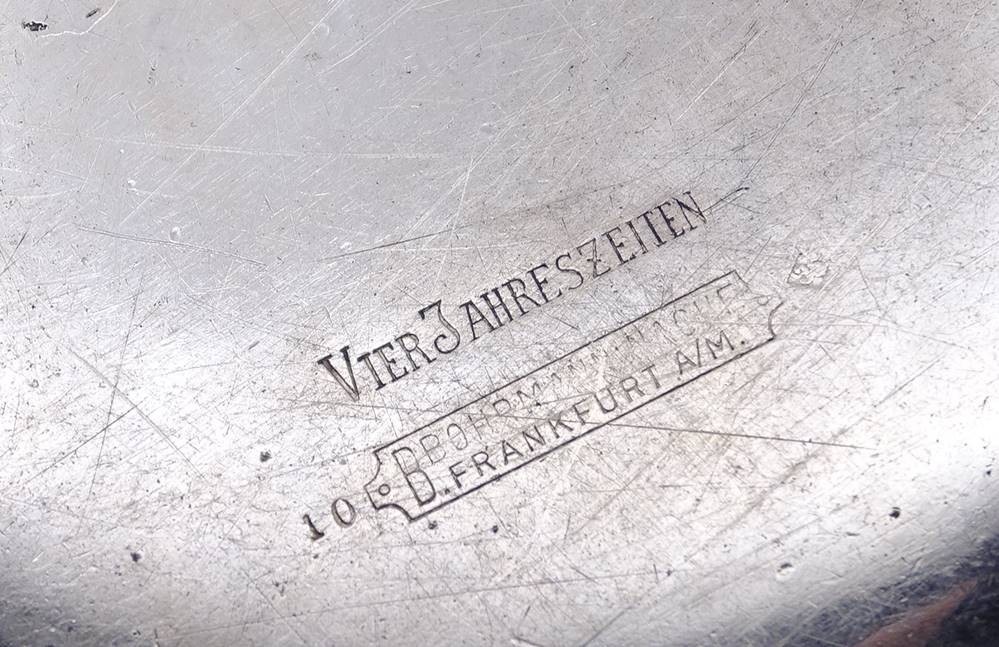 VIER JAHRESZEITEN
D BOHRMANN NACHF.
D. FRANKFURT A/M.
10